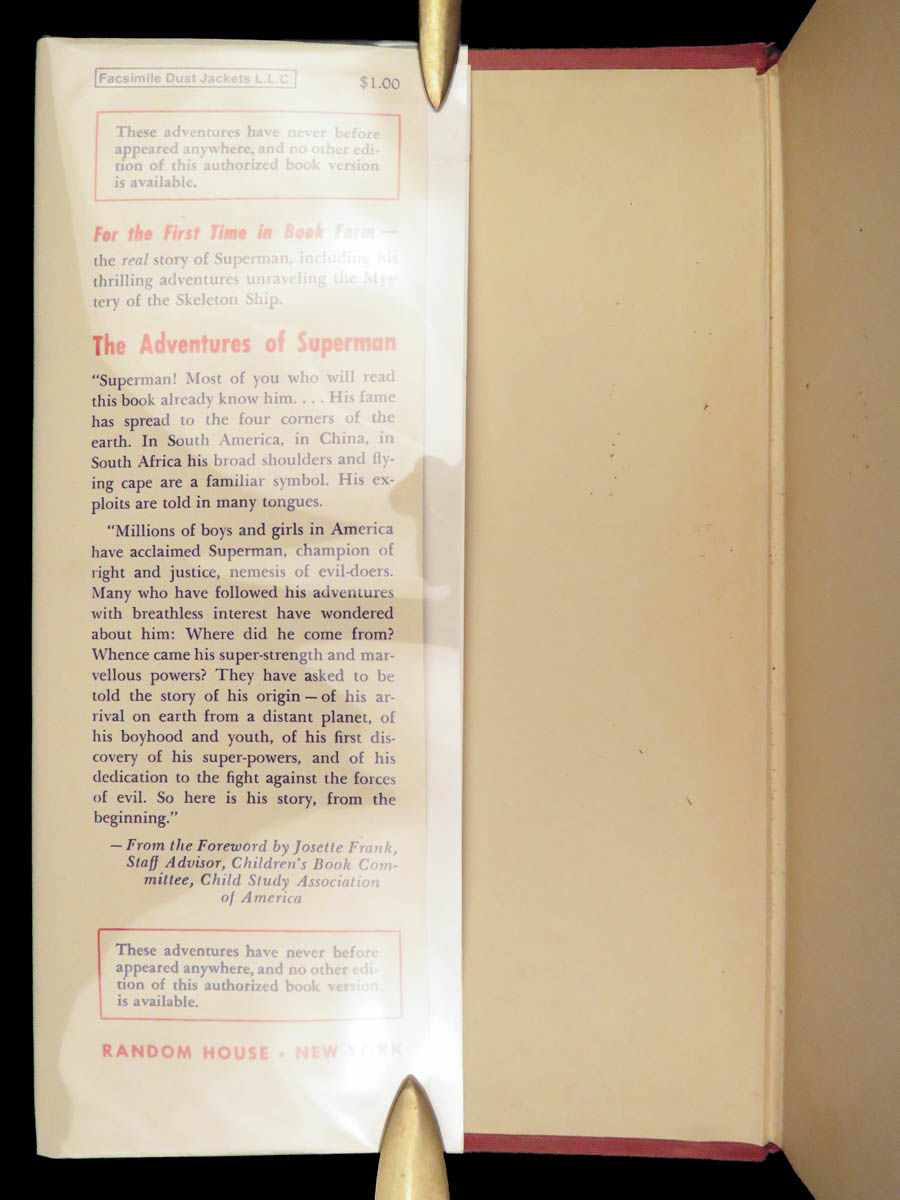 Facsimile Dust Jackets L.L.C.
$1.00
These adventures have never before
appeared anywhere, and no other edi-
tion of this authorized book version
is available.
For the First Time in Book Form —
the real story of Superman, including his
thrilling adventures unraveling the Mys-
tery of the Skeleton Ship.
The Adventures of Superman
“Superman! Most of you who will read
this book already know him. . . . His fame
has spread to the four corners of the
earth. In South America, in China, in
South Africa his broad shoulders and fly-
ing cape are a familiar symbol. His ex-
ploits are told in many tongues.
“Millions of boys and girls in America
have acclaimed Superman, champion of
right and justice, nemesis of evil-doers.
Many who have followed his adventures
with breathless interest have wondered
about him: Where did he come from?
Whence came his super-strength and mar-
vellous powers? They have asked to be
told the story of his origin — of his ar-
rival on earth from a distant planet, of
his boyhood and youth, of his first dis-
covery of his super-powers, and of his
dedication to the fight against the forces
of evil. So here is his story, from the
beginning.”
— From the Foreword by Josette Frank,
Staff Advisor, Children's Book Com-
mittee, Child Study Association
of America
These adventures have never before
appeared anywhere, and no other edi-
tion of this authorized book version
is available.
RANDOM HOUSE • NEW YORK